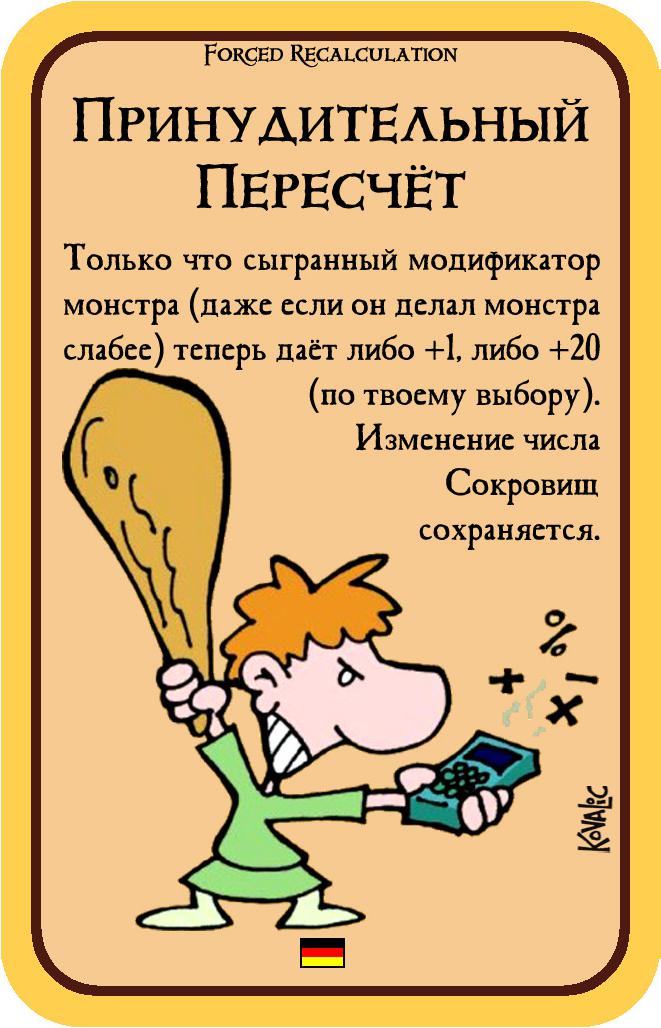 Forced Recalculation
Принудительный
Пересчёт
Только что сыгранный модификатор
монстра (даже если он делал монстра
слабее) теперь даёт либо +1, либо +20
(по твоему выбору).
Изменение числа
Сокровищ
сохраняется.
%
+ –
×
Kovalic